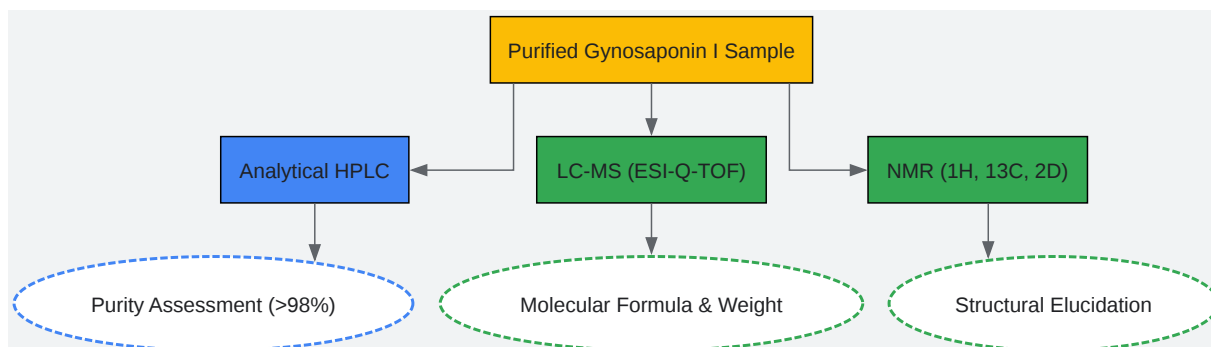 Purified Gynosaponin I Sample
Analytical HPLC
LC-MS (ESI-Q-TOF)
NMR (1H, 13C, 2D)
Purity Assessment (>98%)
Molecular Formula & Weight
Structural Elucidation